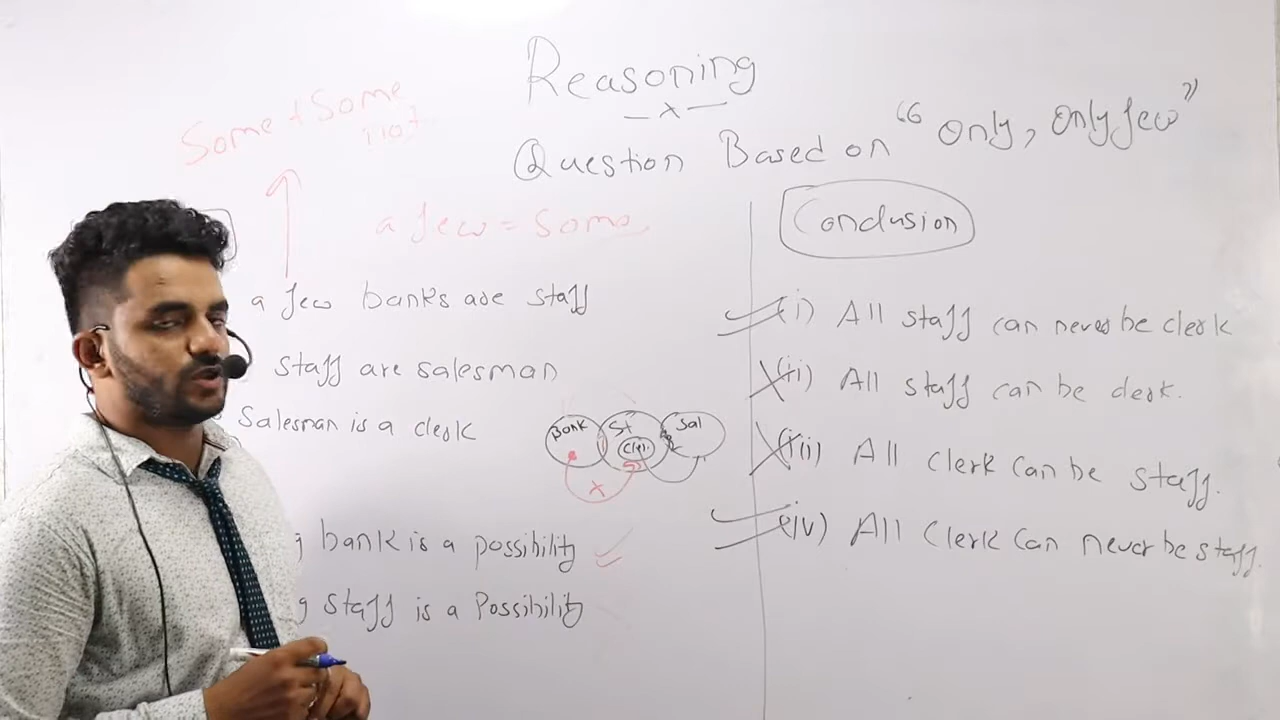 Reasoning
Question Based on "Only, Only few"
Some + Some
not
a few = Some
Conclusion
a few banks are staff
staff are salesman
Salesman is a clerk
Bank St Sal
Cler
g bank is a possibility
g Staff is a Possibility
(i) All staff can never be clerk
(ii) All staff can be clerk.
(iii) All clerk can be staff.
(iv) All Clerk Can never be staff.